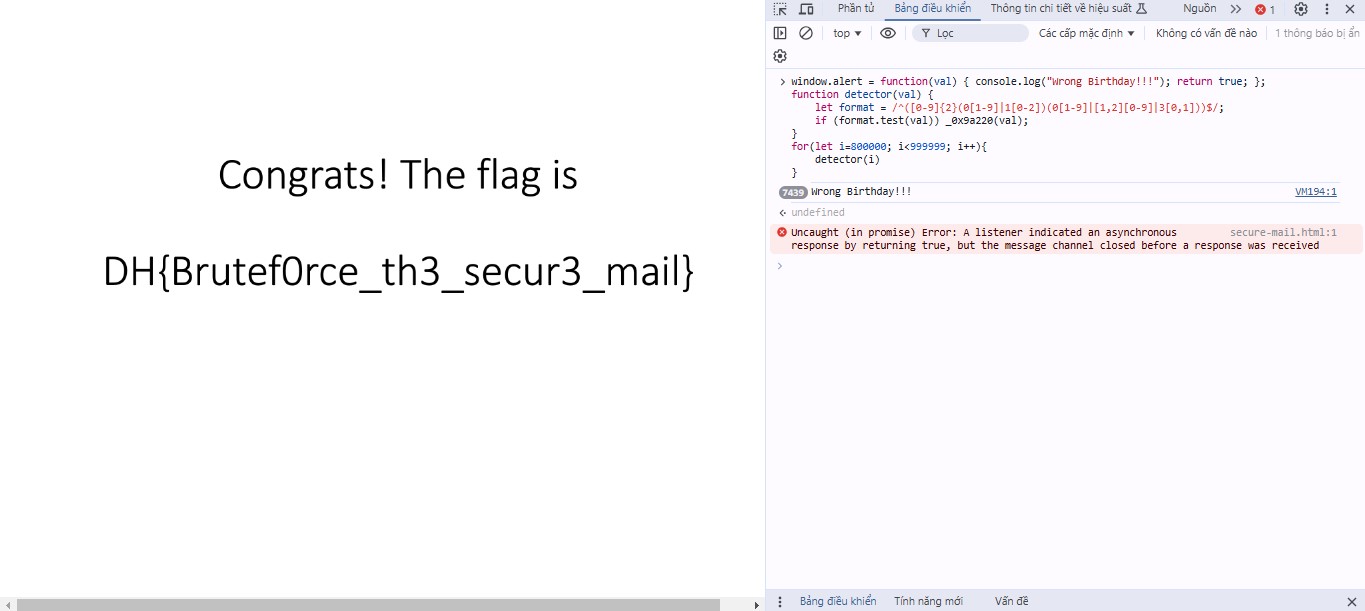 Congrats! The flag is
DH{Brutef0rce_th3_secur3_mail}
Phần tử Bảng điều khiển Thông tin chi tiết về hiệu suất Nguồn 1
top Lọc Các cấp mặc định Không có vấn đề nào 1 thông báo bị ẩn
> window.alert = function(val) { console.log("Wrong Birthday!!!"); return true; };
function detector(val) {
let format = /^([0-9]{2}(0[1-9]|1[0-2])(0[1-9]|[1,2][0-9]|3[0,1]))$/;
if (format.test(val)) _0x9a220(val);
}
for(let i=800000; i<999999; i++){
detector(i)
}
7439 Wrong Birthday!!! VM194:1
undefined
Uncaught (in promise) Error: A listener indicated an asynchronous secure-mail.html:1
response by returning true, but the message channel closed before a response was received
>
Bảng điều khiển Tính năng mới Vấn đề